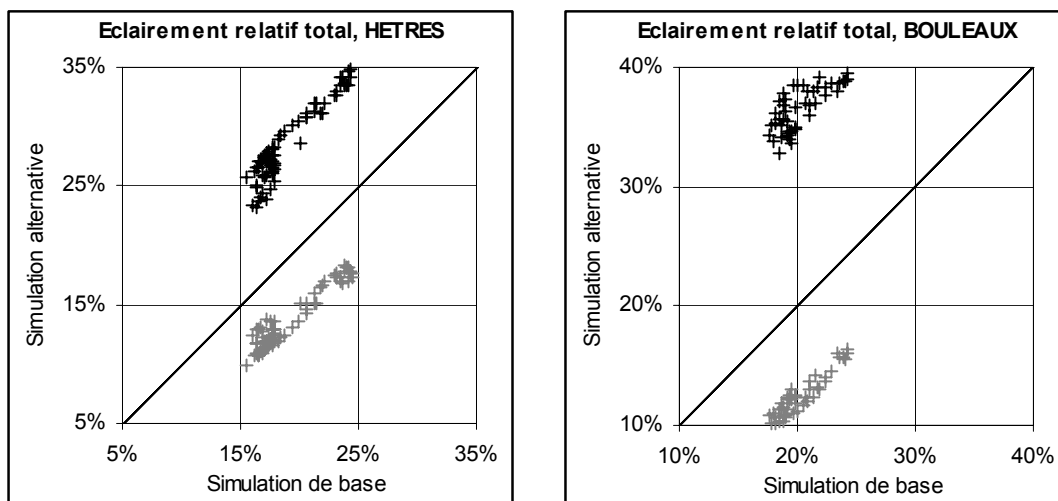 Eclairement relatif total, HETRES
35%
25%
15%
5%
5% 15% 25% 35%
Simulation alternative
Simulation de base
Eclairement relatif total, BOULEAUX
40%
30%
20%
10%
10% 20% 30% 40%
Simulation alternative
Simulation de base